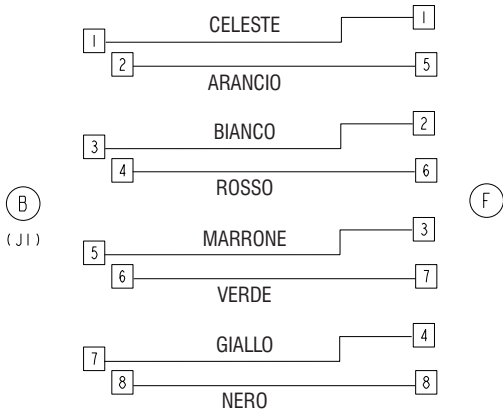 CELESTE
1 1
2 5
ARANCIO
BIANCO
3 2
4 6
ROSSO
B F
(J1)
MARRONE
5 3
6 7
VERDE
GIALLO
7 4
8 8
NERO